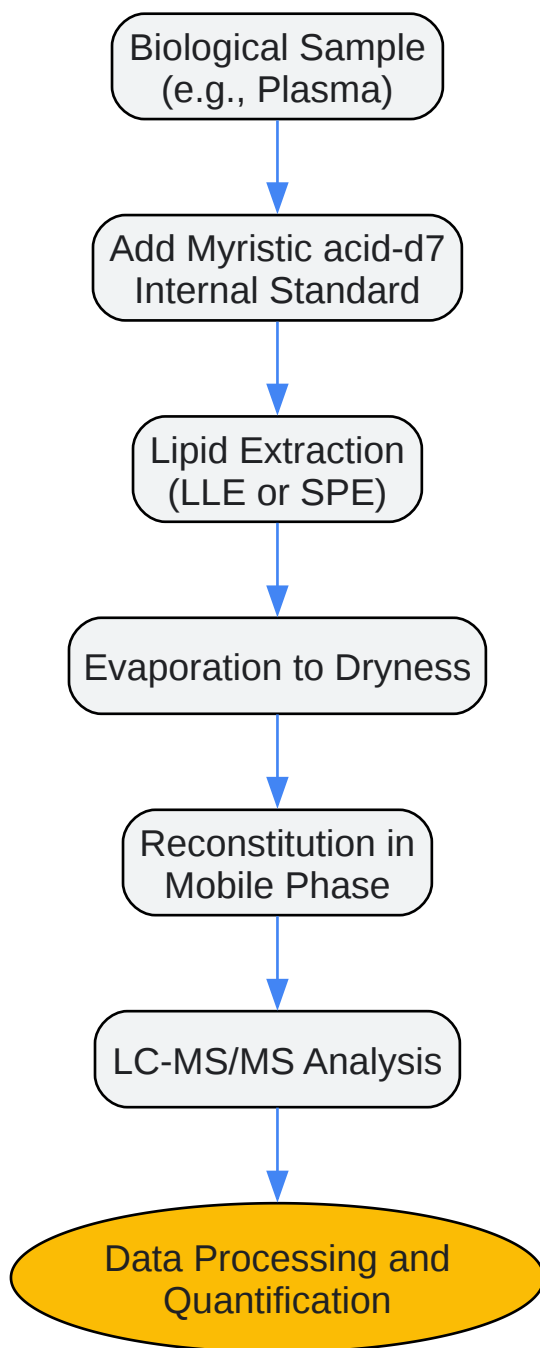 Biological Sample
(e.g., Plasma)
Add Myristic acid-d7
Internal Standard
Lipid Extraction
(LLE or SPE)
Evaporation to Dryness
Reconstitution in
Mobile Phase
LC-MS/MS Analysis
Data Processing and
Quantification